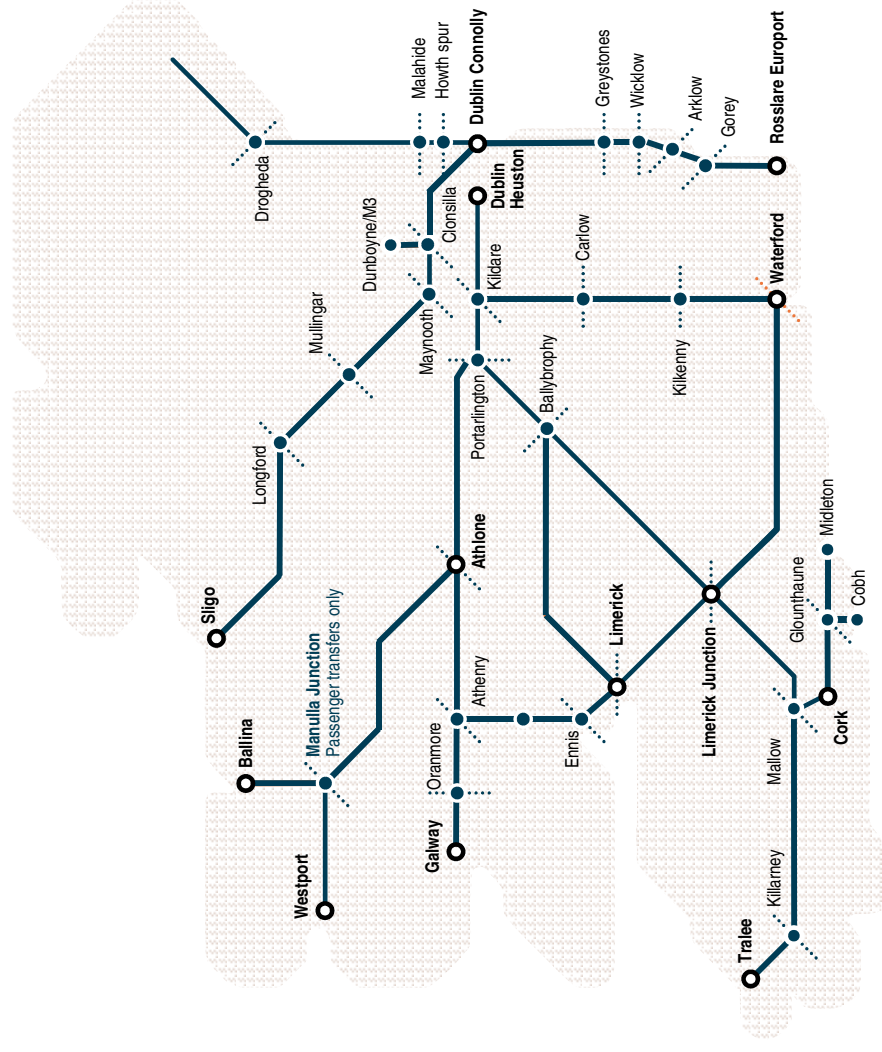 Malahide
Howth spur
Dublin Connolly
Greystones
Wicklow
Arklow
Gorey
Rosslare Europort
Drogheda
Dunboyne/M3
Clonsilla
Dublin
Heuston
Mullingar
Maynooth
Kildare
Carlow
Waterford
Longford
Portarlington
Ballybrophy
Kilkenny
Sligo
Athlone
Midleton
Glounthaune
Cobh
Manulla Junction
Passenger transfers only
Ballina
Athenry
Limerick
Limerick Junction
Oranmore
Ennis
Mallow
Cork
Westport
Galway
Killarney
Tralee